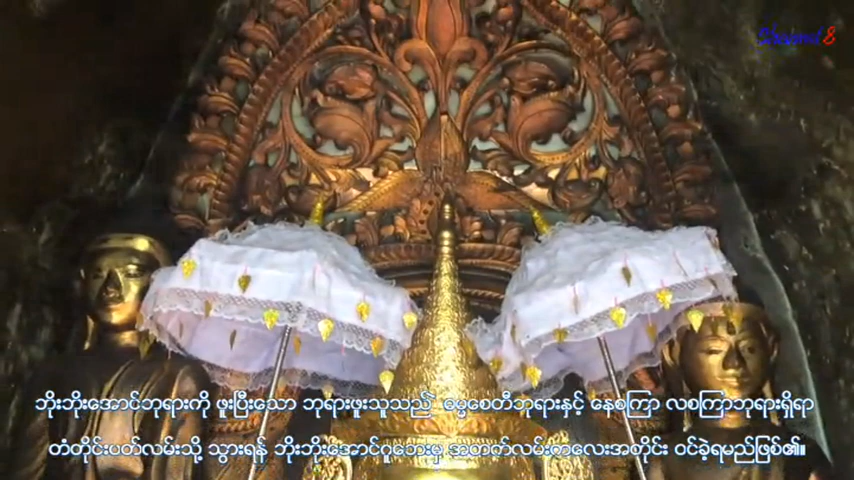 Shoamt8
ဘိုးဘိုးအောင်ဘုရားကို ဖူးပြီးသော ဘုရားဖူးသူသည် ဓမ္မစေတီဘုရားနှင့် နေစကြာ လစကြာဘုရားရှိရာ
တံတိုင်းပတ်လမ်းသို့ သွားရန် ဘိုးဘိုးအောင်ဂူဘေးမှ အတက်လမ်းကလေးအတိုင်း ဝင်ခဲ့ရမည်ဖြစ်၏။